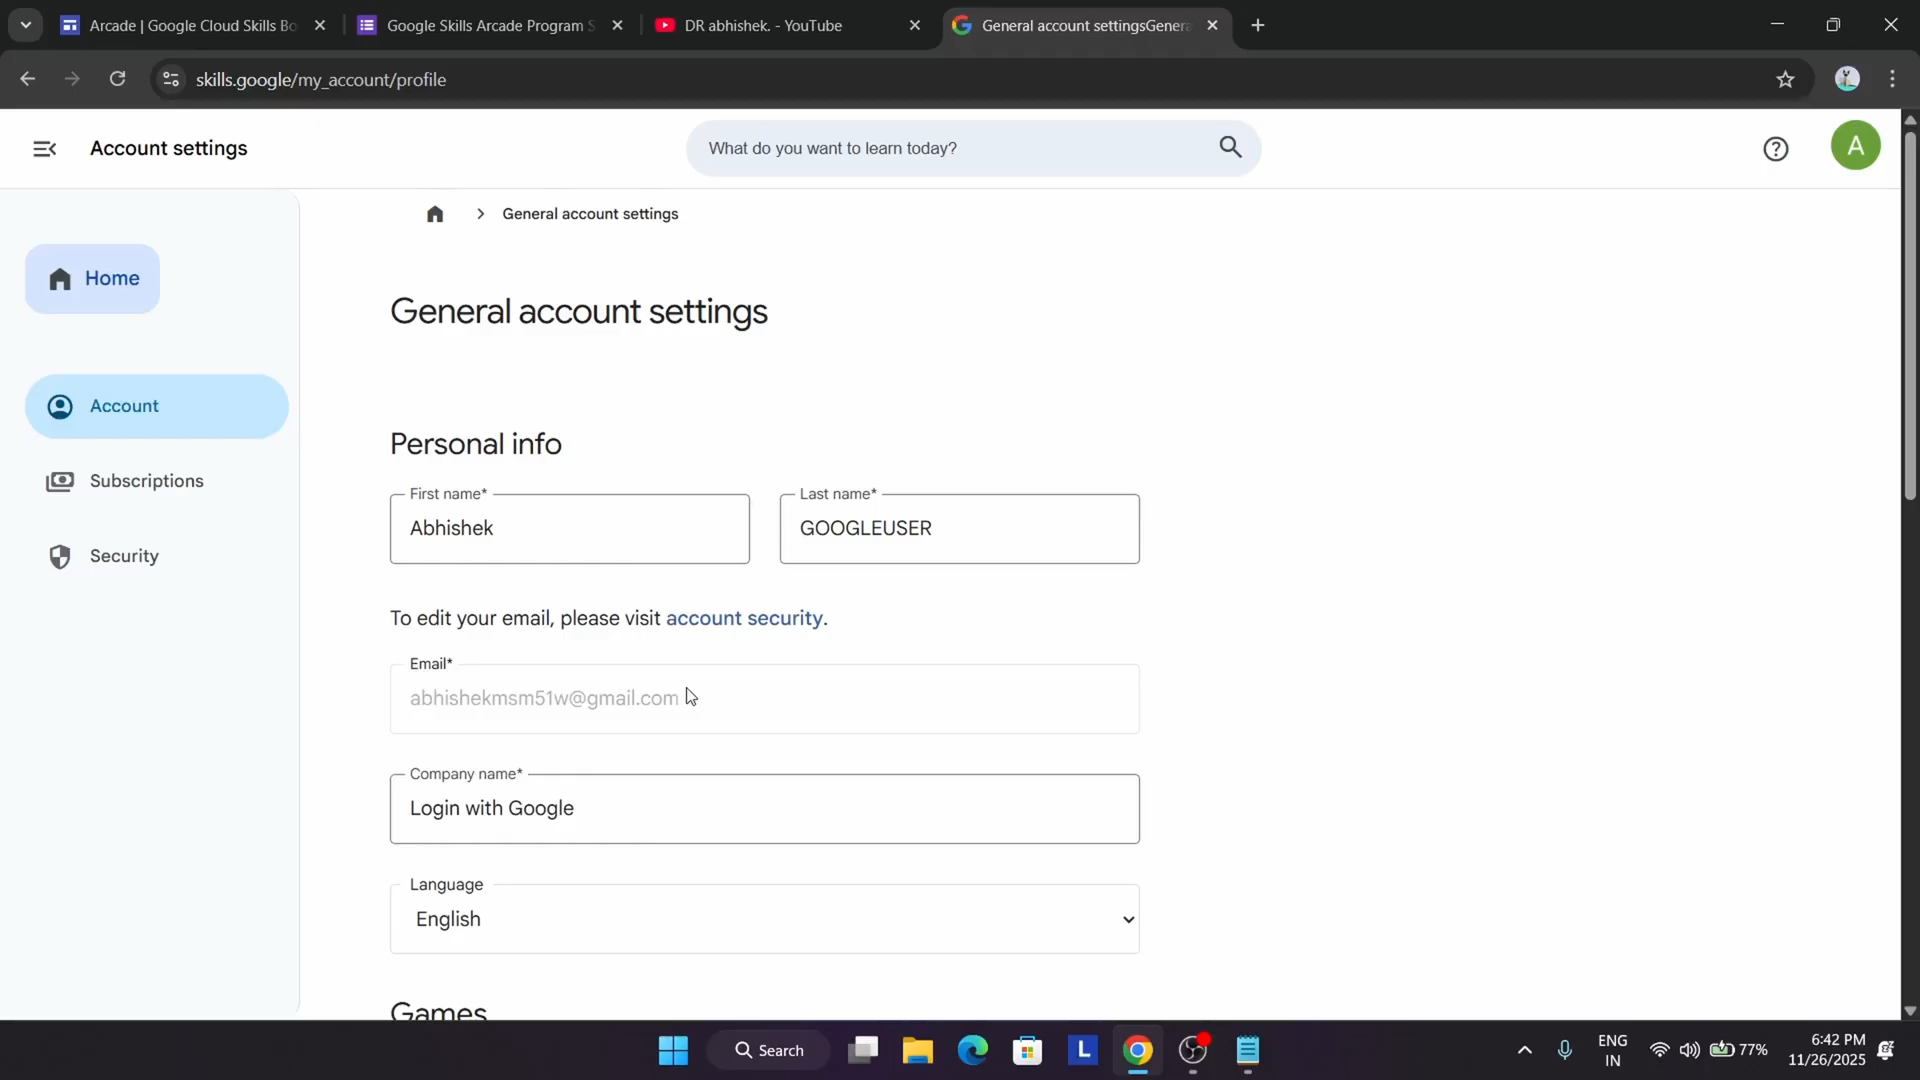 Arcade | Google Cloud Skills Bo
Google Skills Arcade Program S
DR abhishek. - YouTube
General account settingsGenera
skills.google/my_account/profile
Account settings
What do you want to learn today?
A
General account settings
Home
General account settings
Account
Personal info
Subscriptions
First name*
Last name*
Abhishek
GOOGLEUSER
Security
To edit your email, please visit account security.
Email*
abhishekmsm51w@gmail.com
Company name*
Login with Google
Language
English
Games
Search
L
ENG
IN
77%
6:42 PM
11/26/2025